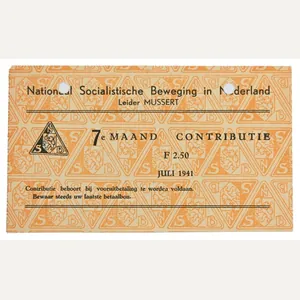 Nationaal Socialistische Beweging in Nederland
Leider MUSSERT
7e MAAND CONTRIBUTIE
F 2.50
JULI 1941
Contributie behoort bij vooruitbetaling te worden voldaan.
Bewaar steeds uw laatste betaalbon.